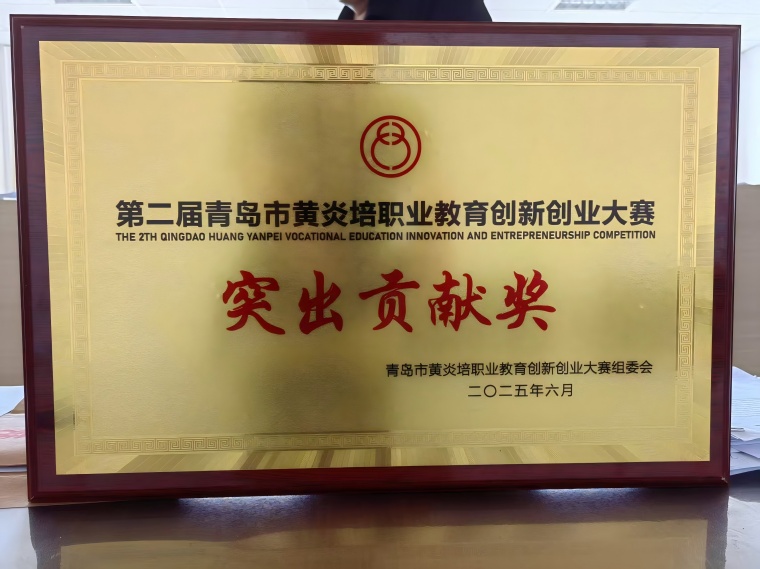 第二届青岛市黄炎培职业教育创新创业大赛
THE 2TH QINGDAO HUANG YANPEI VOCATIONAL EDUCATION INNOVATION AND ENTREPRENEURSHIP COMPETITION
突出贡献奖
青岛市黄炎培职业教育创新创业大赛组委会
二〇二五年六月